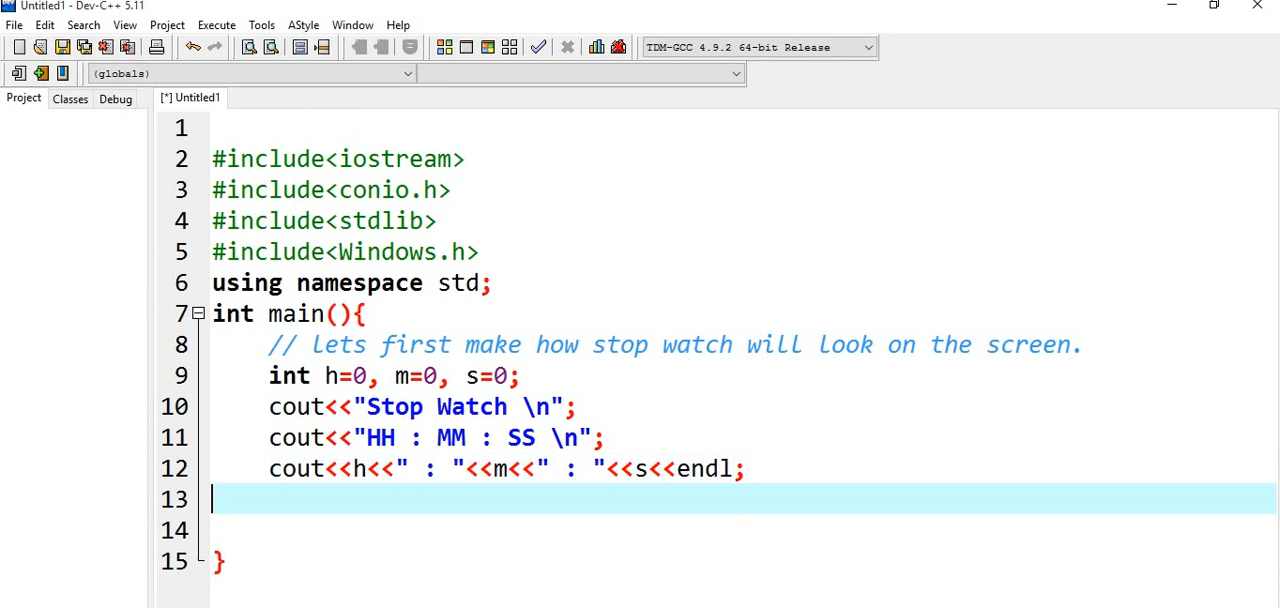 Untitled1 - Dev-C++ 5.11
File Edit Search View Project Execute Tools AStyle Window Help
TDM-GCC 4.9.2 64-bit Release
(globals)
Project Classes Debug [*] Untitled1
1
2 #include<iostream>
3 #include<conio.h>
4 #include<stdlib>
5 #include<Windows.h>
6 using namespace std;
7 int main(){
8 // lets first make how stop watch will look on the screen.
9 int h=0, m=0, s=0;
10 cout<<"Stop Watch \n";
11 cout<<"HH : MM : SS \n";
12 cout<<h<<" : "<<m<<" : "<<s<<endl;
13
14
15 }